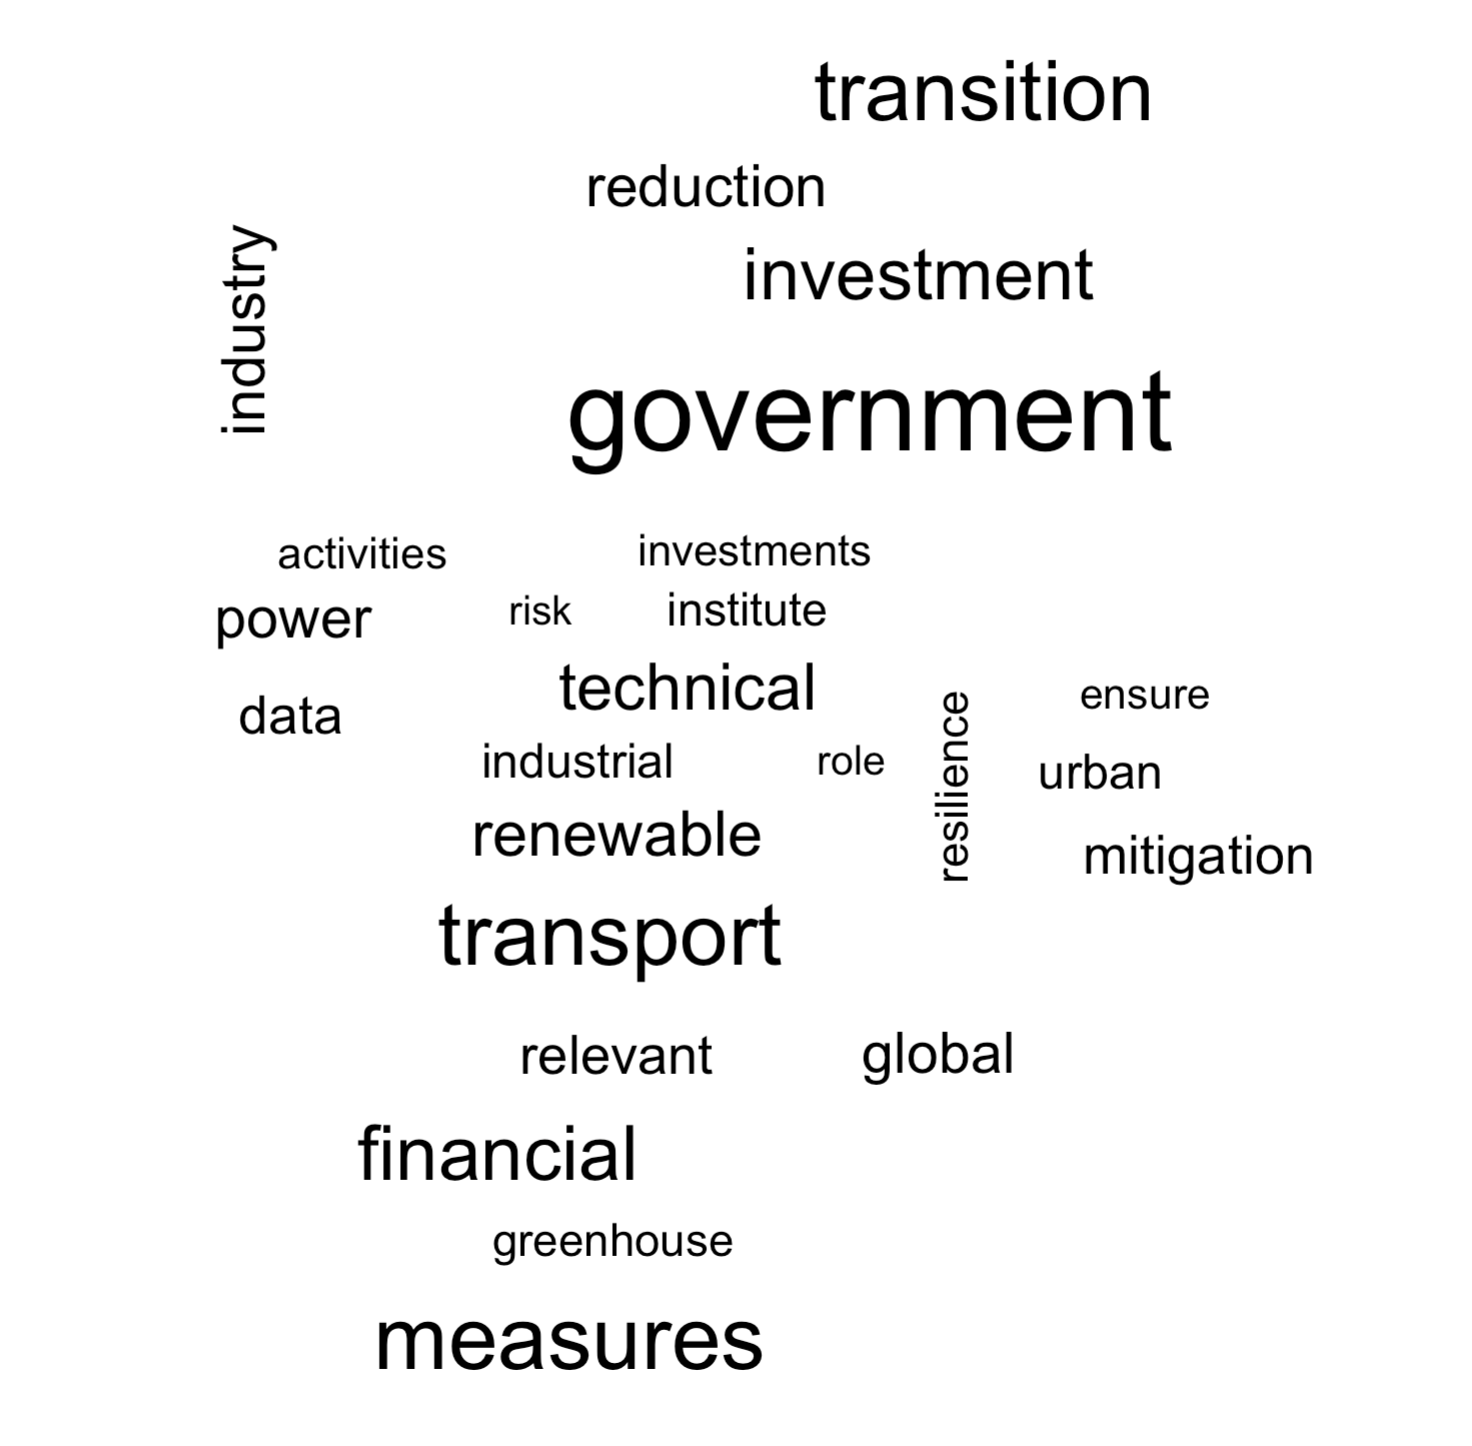 transition
reduction
industry
investment
government
activities
investments
power
risk
institute
technical
ensure
data
resilience
industrial
role
urban
renewable
mitigation
transport
relevant
global
financial
greenhouse
measures